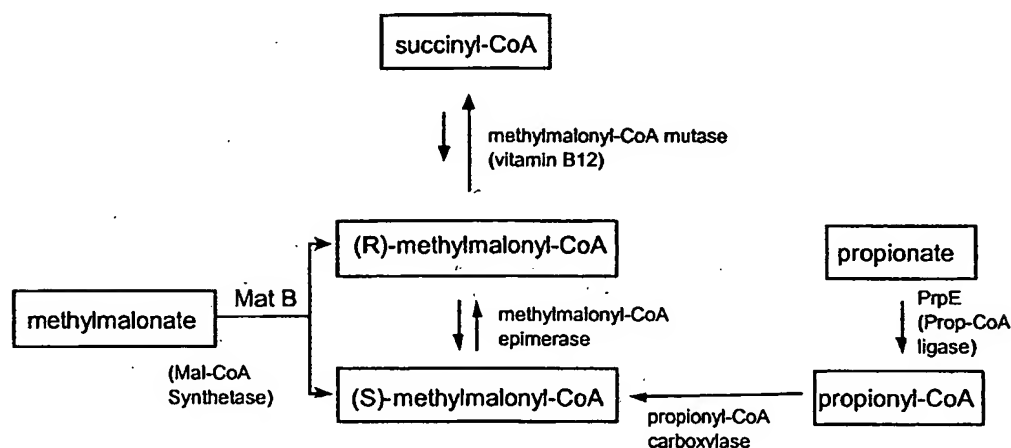 succinyl-CoA
methylmalonyl-CoA mutase
(vitamin B12)
(R)-methylmalonyl-CoA
propionate
Mat B
methylmalonate
methylmalonyl-CoA
epimerase
PrpE
(Prop-CoA
ligase)
(Mal-CoA
Synthetase)
(S)-methylmalonyl-CoA
propionyl-CoA
carboxylase
propionyl-CoA